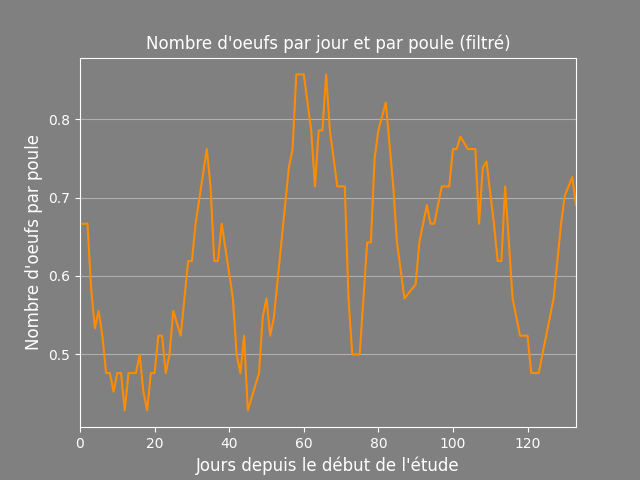 Nombre d'oeufs par jour et par poule (filtré)
Nombre d'oeufs par poule
0.8
0.7
0.6
0.5
0 20 40 60 80 100 120
Jours depuis le début de l'étude